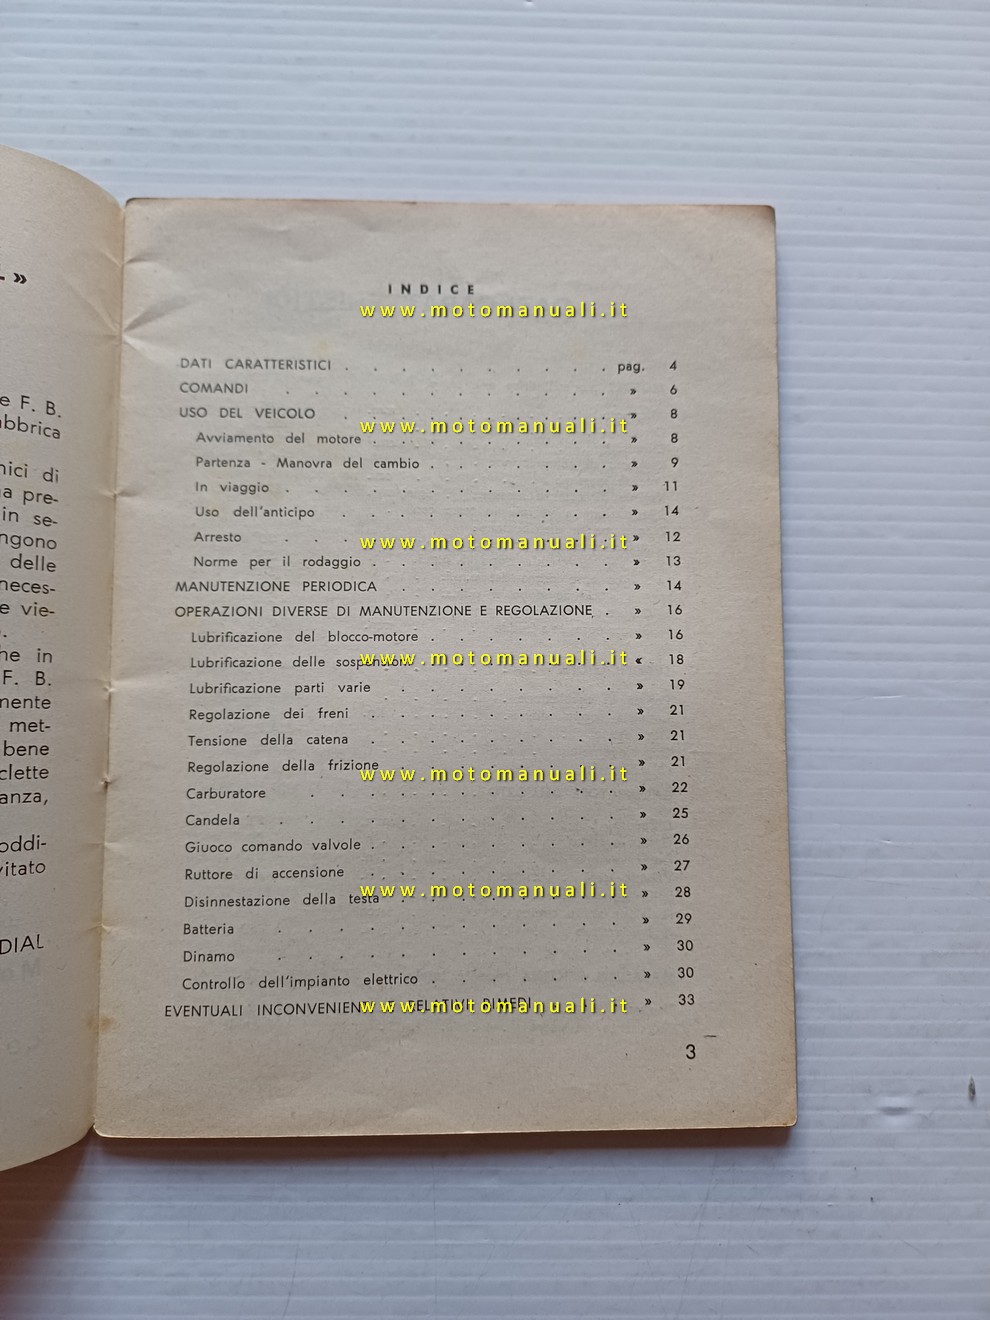 L »
e F. B.
abbrica
nici di
a pre-
in se-
ngono
delle
neces-
e vie-
he in
F. B.
mente
met-
bene
clette
anza,
oddi-
vitato
DIAL
INDICE
www.motomanuali.it
DATI CARATTERISTICI . . . . . . . . . . pag. 4
COMANDI . . . . . . . . . . . » 6
USO DEL VEICOLO . . . . . . . . . . » 8
www.motomanuali.it
Avviamento del motore . . . . . . . . . » 8
Partenza - Manovra del cambio . . . . . . . » 9
In viaggio . . . . . . . . . . . . » 11
Uso dell'anticipo . . . . . . . . . . » 14
Arresto . . . . . . . . . . . . » 12
www.motomanuali.it
Norme per il rodaggio . . . . . . . . . » 13
MANUTENZIONE PERIODICA . . . . . . . . » 14
OPERAZIONI DIVERSE DI MANUTENZIONE E REGOLAZIONE . » 16
Lubrificazione del blocco-motore . . . . . . . » 16
Lubrificazione delle sospensioni . . . . . . . « 18
www.motomanuali.it
Lubrificazione parti varie . . . . . . . . » 19
Regolazione dei freni . . . . . . . . . » 21
Tensione della catena . . . . . . . . . » 21
Regolazione della frizione . . . . . . . . » 21
www.motomanuali.it
Carburatore . . . . . . . . . . . » 22
Candela . . . . . . . . . . . . » 25
Giuoco comando valvole . . . . . . . . . » 26
Ruttore di accensione . . . . . . . . . » 27
Disinnestazione della testa . . . . . . . . » 28
www.motomanuali.it
Batteria . . . . . . . . . . . . » 29
Dinamo . . . . . . . . . . . . » 30
Controllo dell'impianto elettrico . . . . . . . » 30
EVENTUALI INCONVENIENTI E RELATIVI RIMEDI » 33
www.motomanuali.it
3